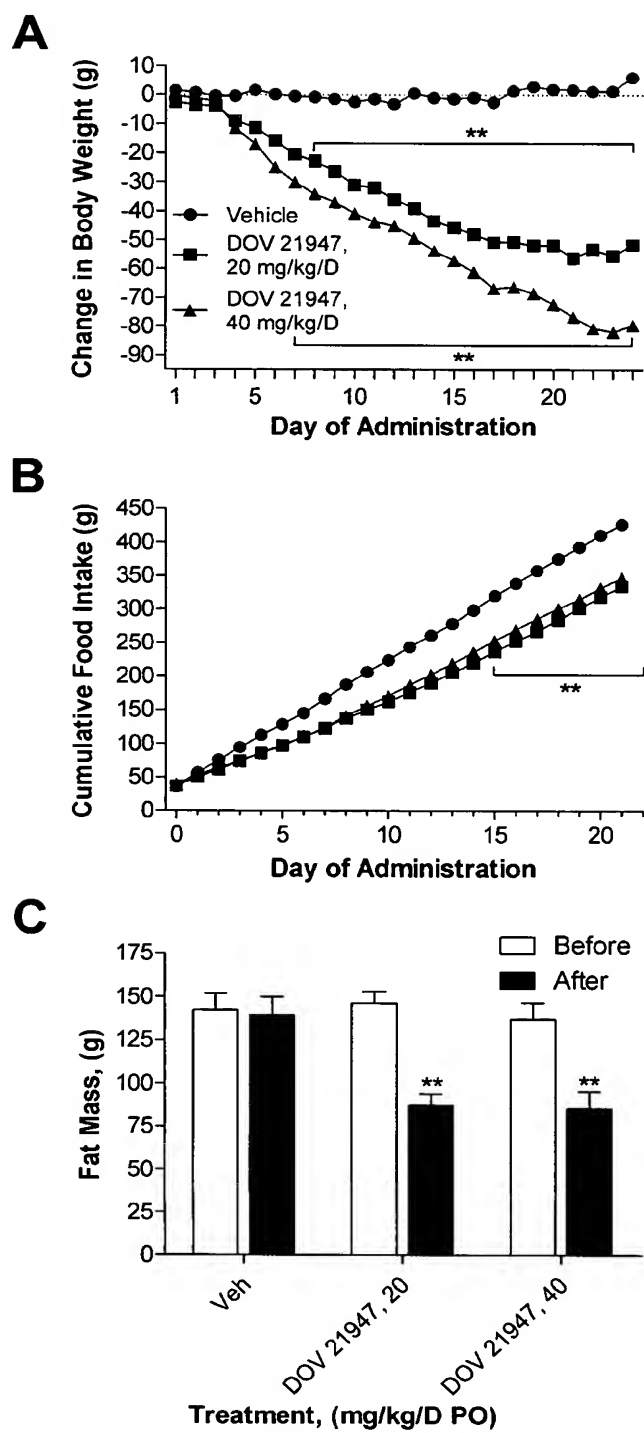 A
10
0
-10
-20
-30
-40
-50
-60
-70
-80
-90
Change in Body Weight (g)
**
Vehicle
DOV 21947,
20 mg/kg/D
DOV 21947,
40 mg/kg/D
**
1
5
10
15
20
Day of Administration
B
450
400
350
300
250
200
150
100
50
0
Cumulative Food Intake (g)
**
0
5
10
15
20
Day of Administration
C
175
150
125
100
75
50
25
0
Fat Mass, (g)
Before
After
**
**
Veh
DOV 21947, 20
DOV 21947, 40
Treatment, (mg/kg/D PO)